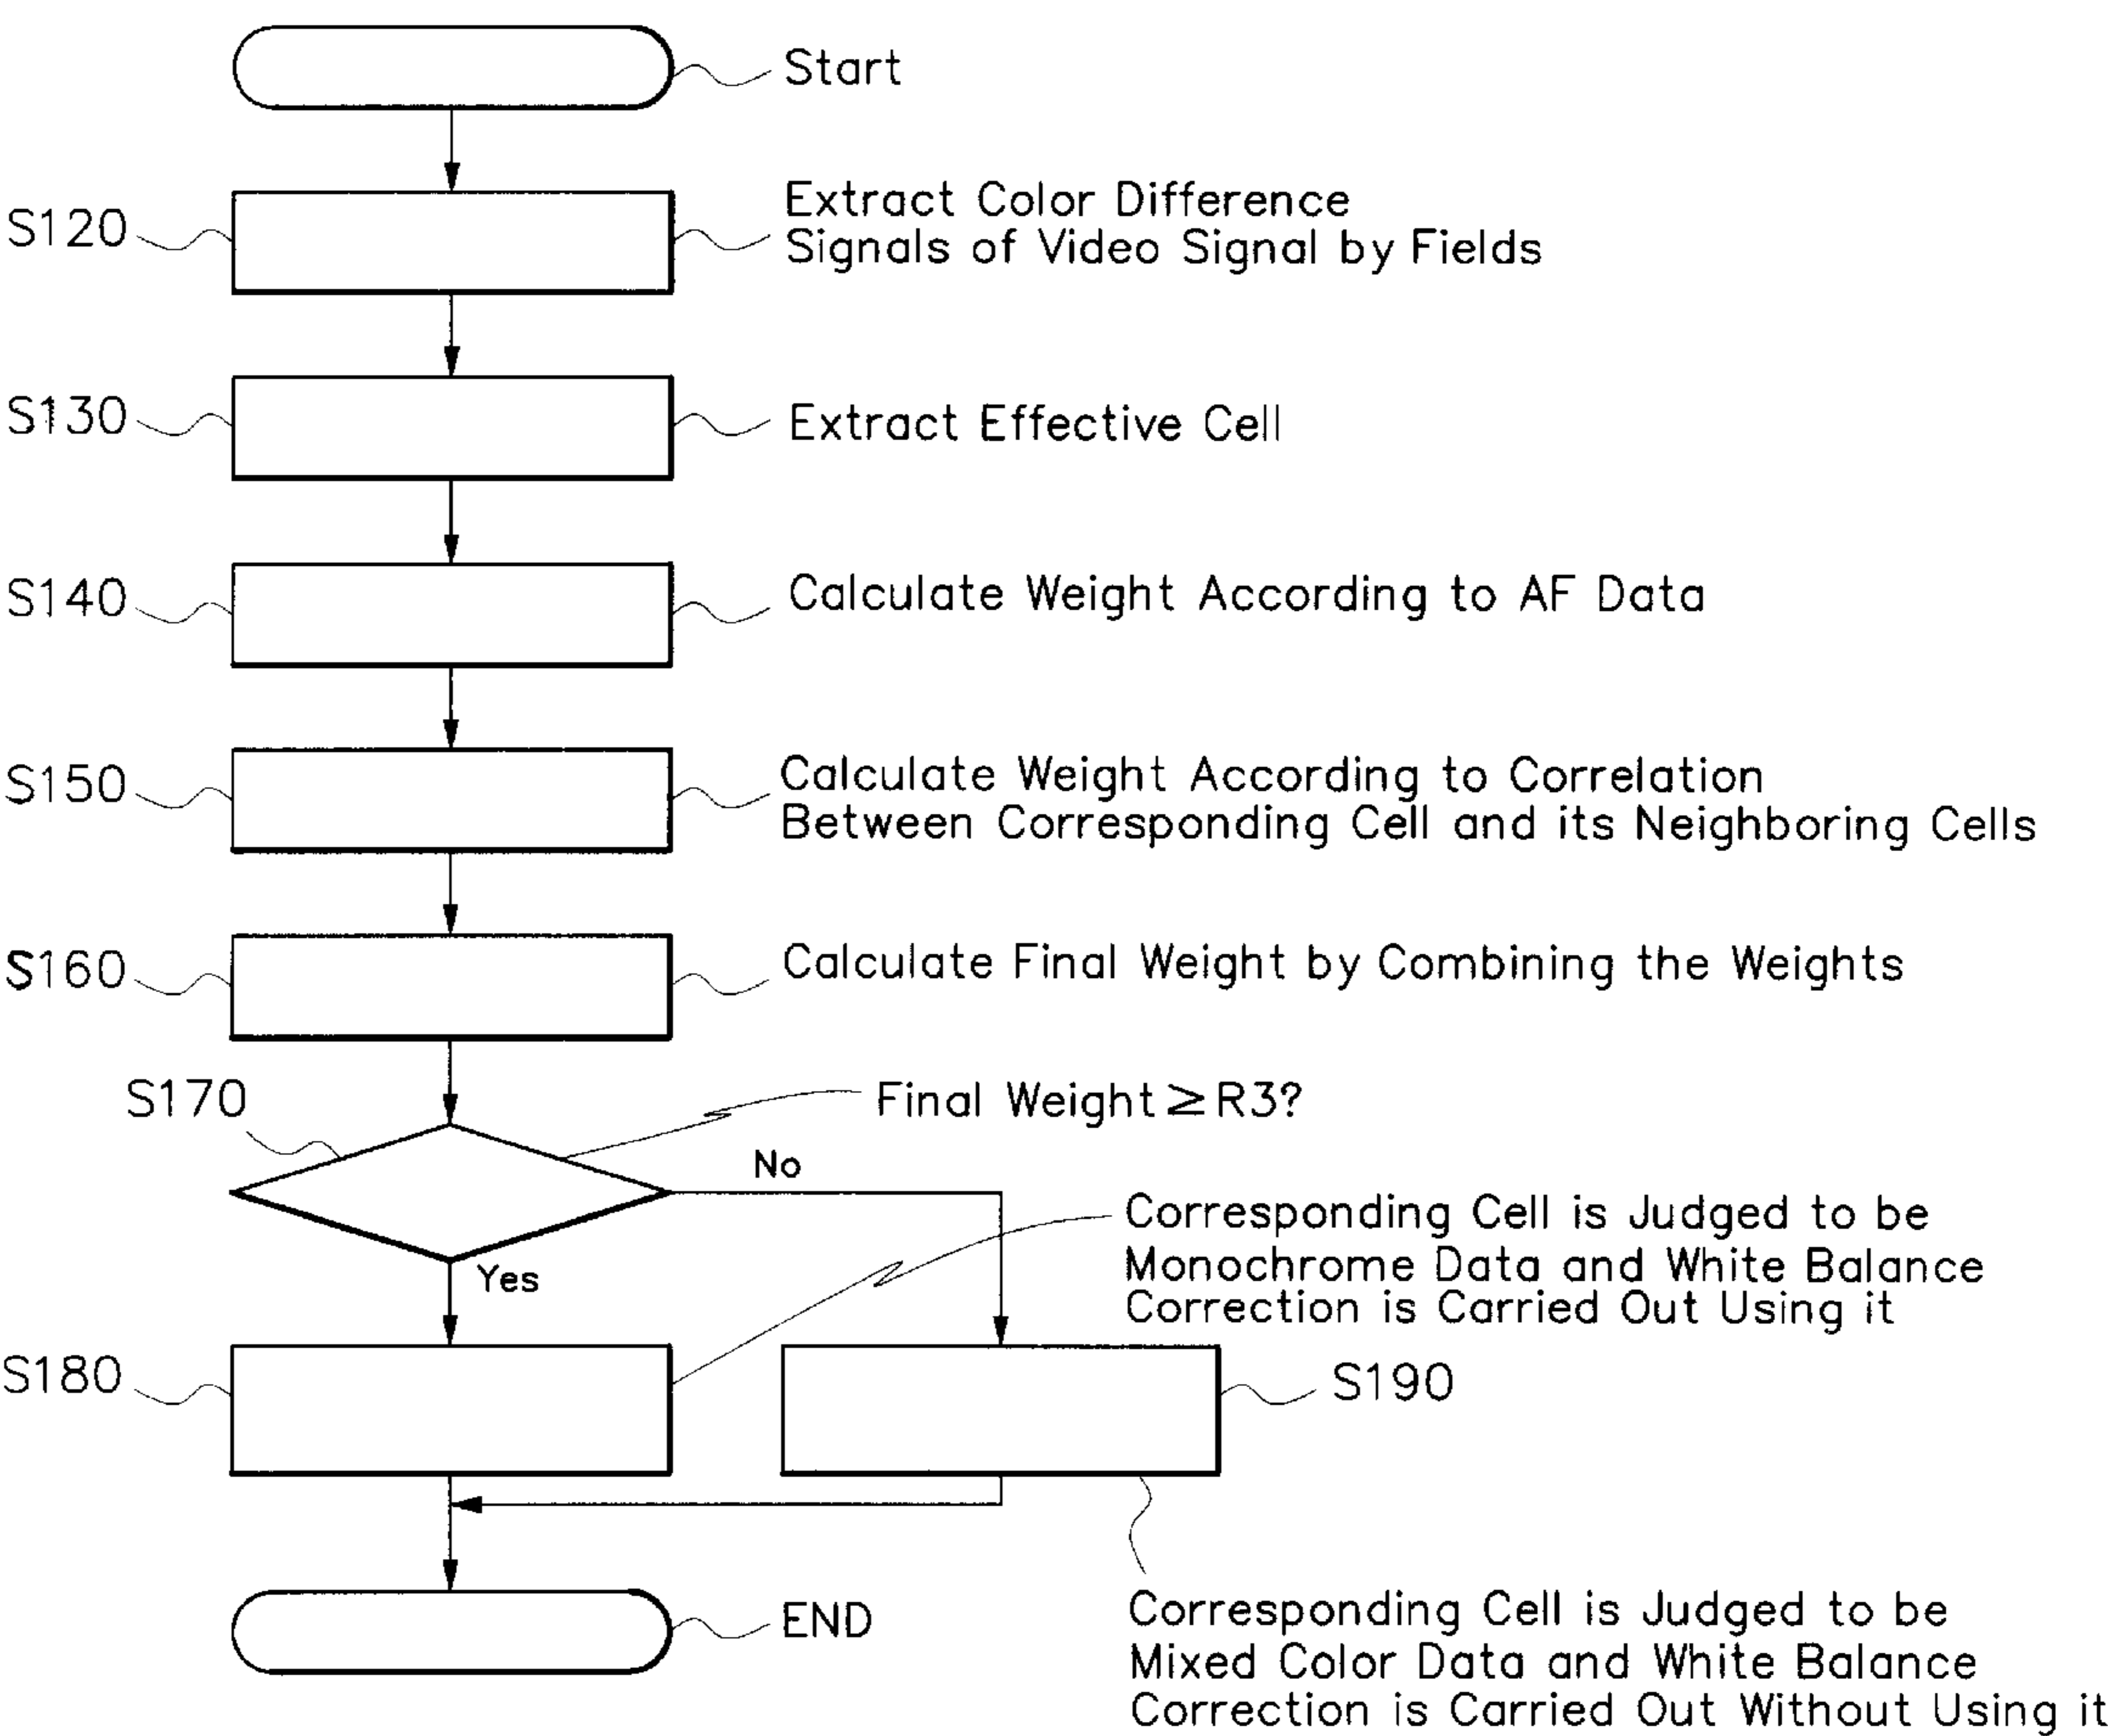 Start
S120
Extract Color Difference
Signals of Video Signal by Fields
S130
Extract Effective Cell
S140
Calculate Weight According to AF Data
S150
Calculate Weight According to Correlation
Between Corresponding Cell and its Neighboring Cells
S160
Calculate Final Weight by Combining the Weights
S170
Final Weight ≥ R3?
No
Yes
Corresponding Cell is Judged to be
Monochrome Data and White Balance
Correction is Carried Out Using it
S180
S190
END
Corresponding Cell is Judged to be
Mixed Color Data and White Balance
Correction is Carried Out Without Using it